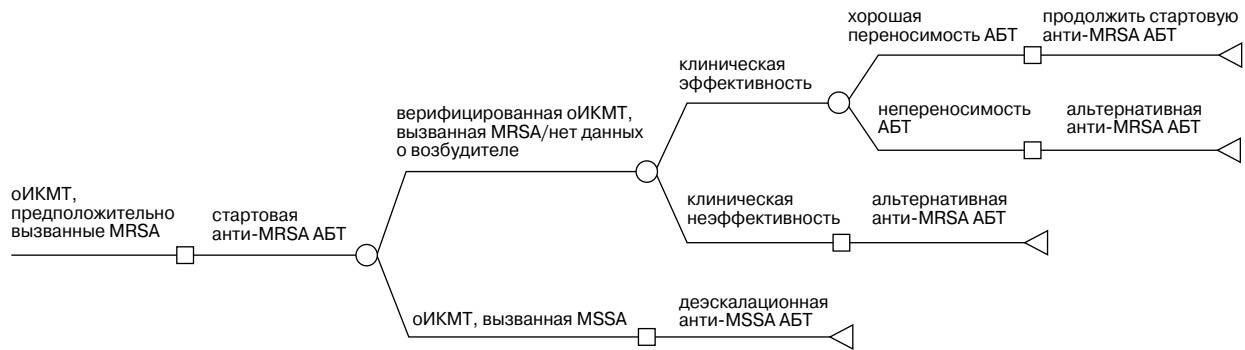 оИКМТ,
предположительно
вызванные MRSA
стартовая
анти-MRSA АБТ
верифицированная оИКМТ,
вызванная MRSA/нет данных
о возбудителе
клиническая
эффективность
хорошая
переносимость АБТ
продолжить стартовую
анти-MRSA АБТ
непереносимость
АБТ
альтернативная
анти-MRSA АБТ
клиническая
неэффективность
альтернативная
анти-MRSA АБТ
оИКМТ, вызванная MSSA
деэскалационная
анти-MSSA АБТ